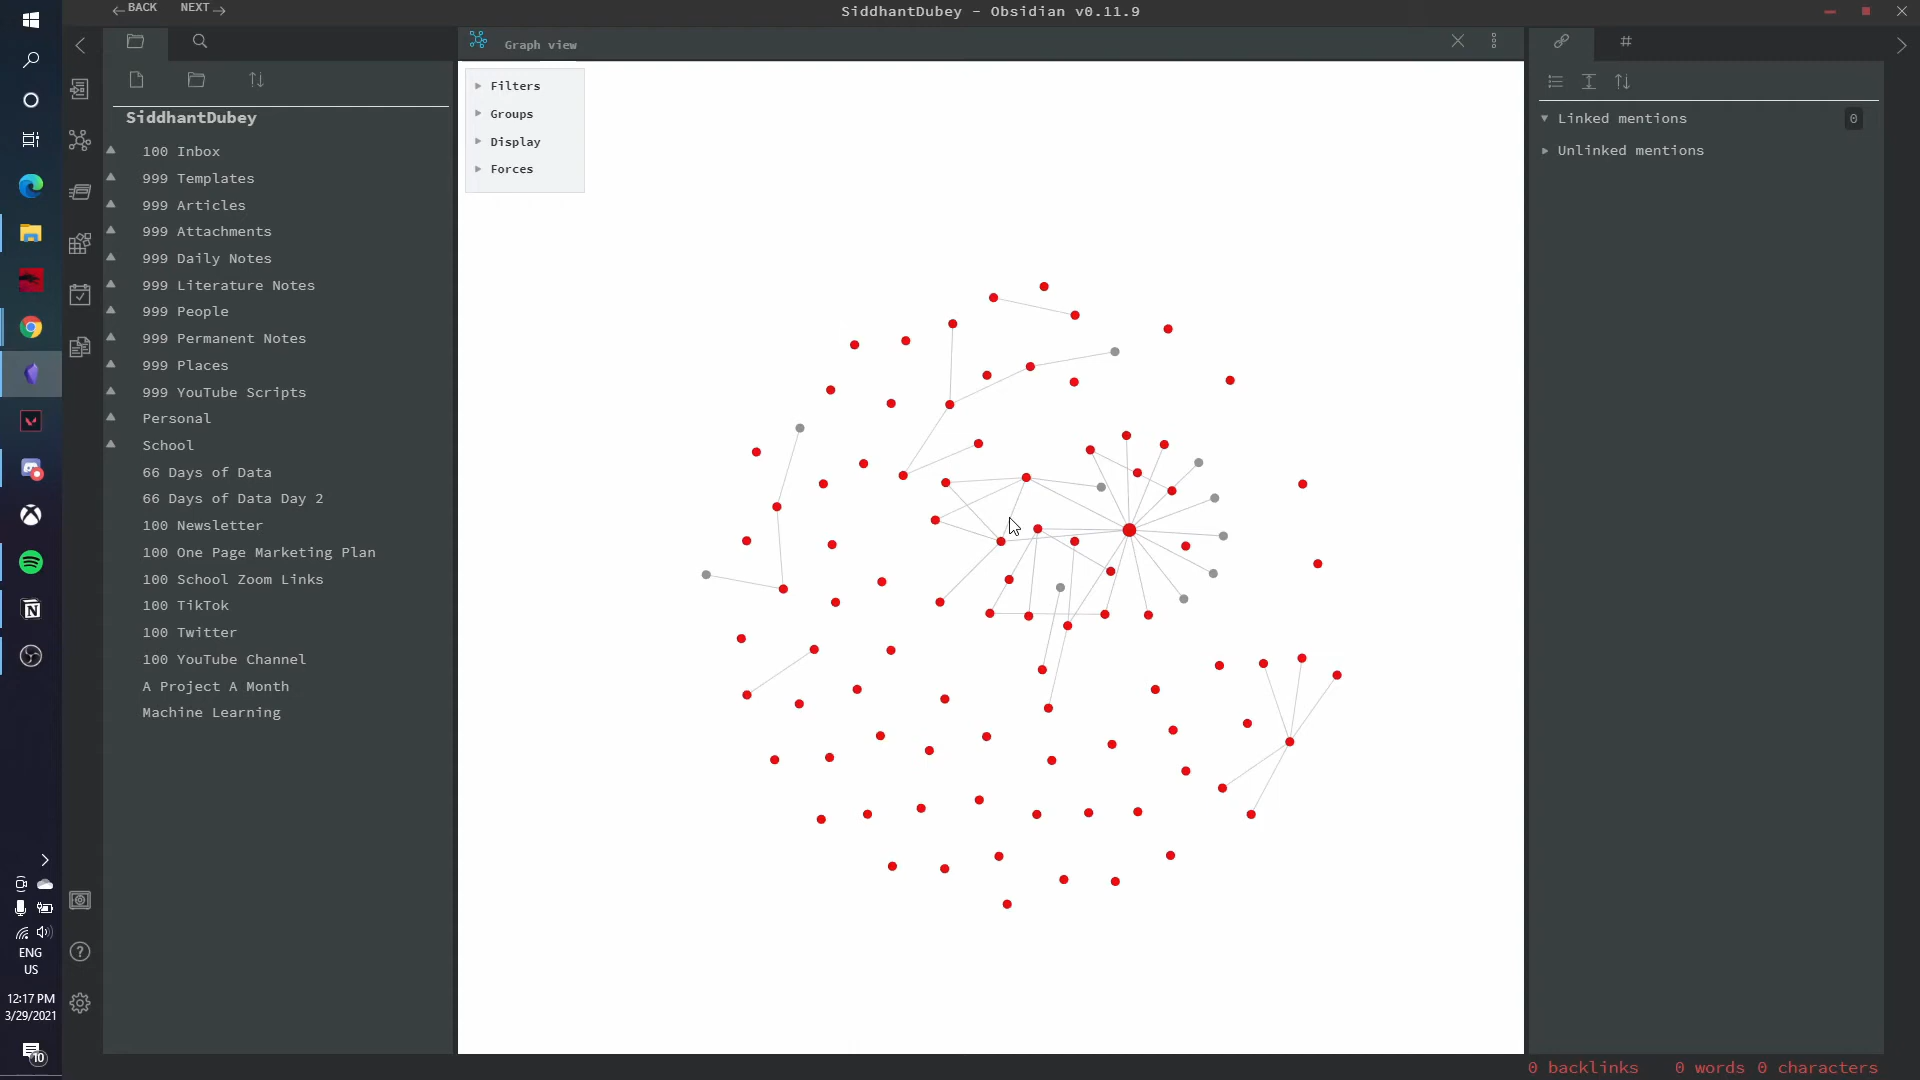 BACK NEXT
SiddhantDubey - Obsidian v0.11.9
Graph view
Filters
Groups
Display
Forces
SiddhantDubey
100 Inbox
999 Templates
999 Articles
999 Attachments
999 Daily Notes
999 Literature Notes
999 People
999 Permanent Notes
999 Places
999 YouTube Scripts
Personal
School
66 Days of Data
66 Days of Data Day 2
100 Newsletter
100 One Page Marketing Plan
100 School Zoom Links
100 TikTok
100 Twitter
100 YouTube Channel
A Project A Month
Machine Learning
Linked mentions 0
Unlinked mentions
ENG
US
12:17 PM
3/29/2021
10
0 backlinks 0 words 0 characters